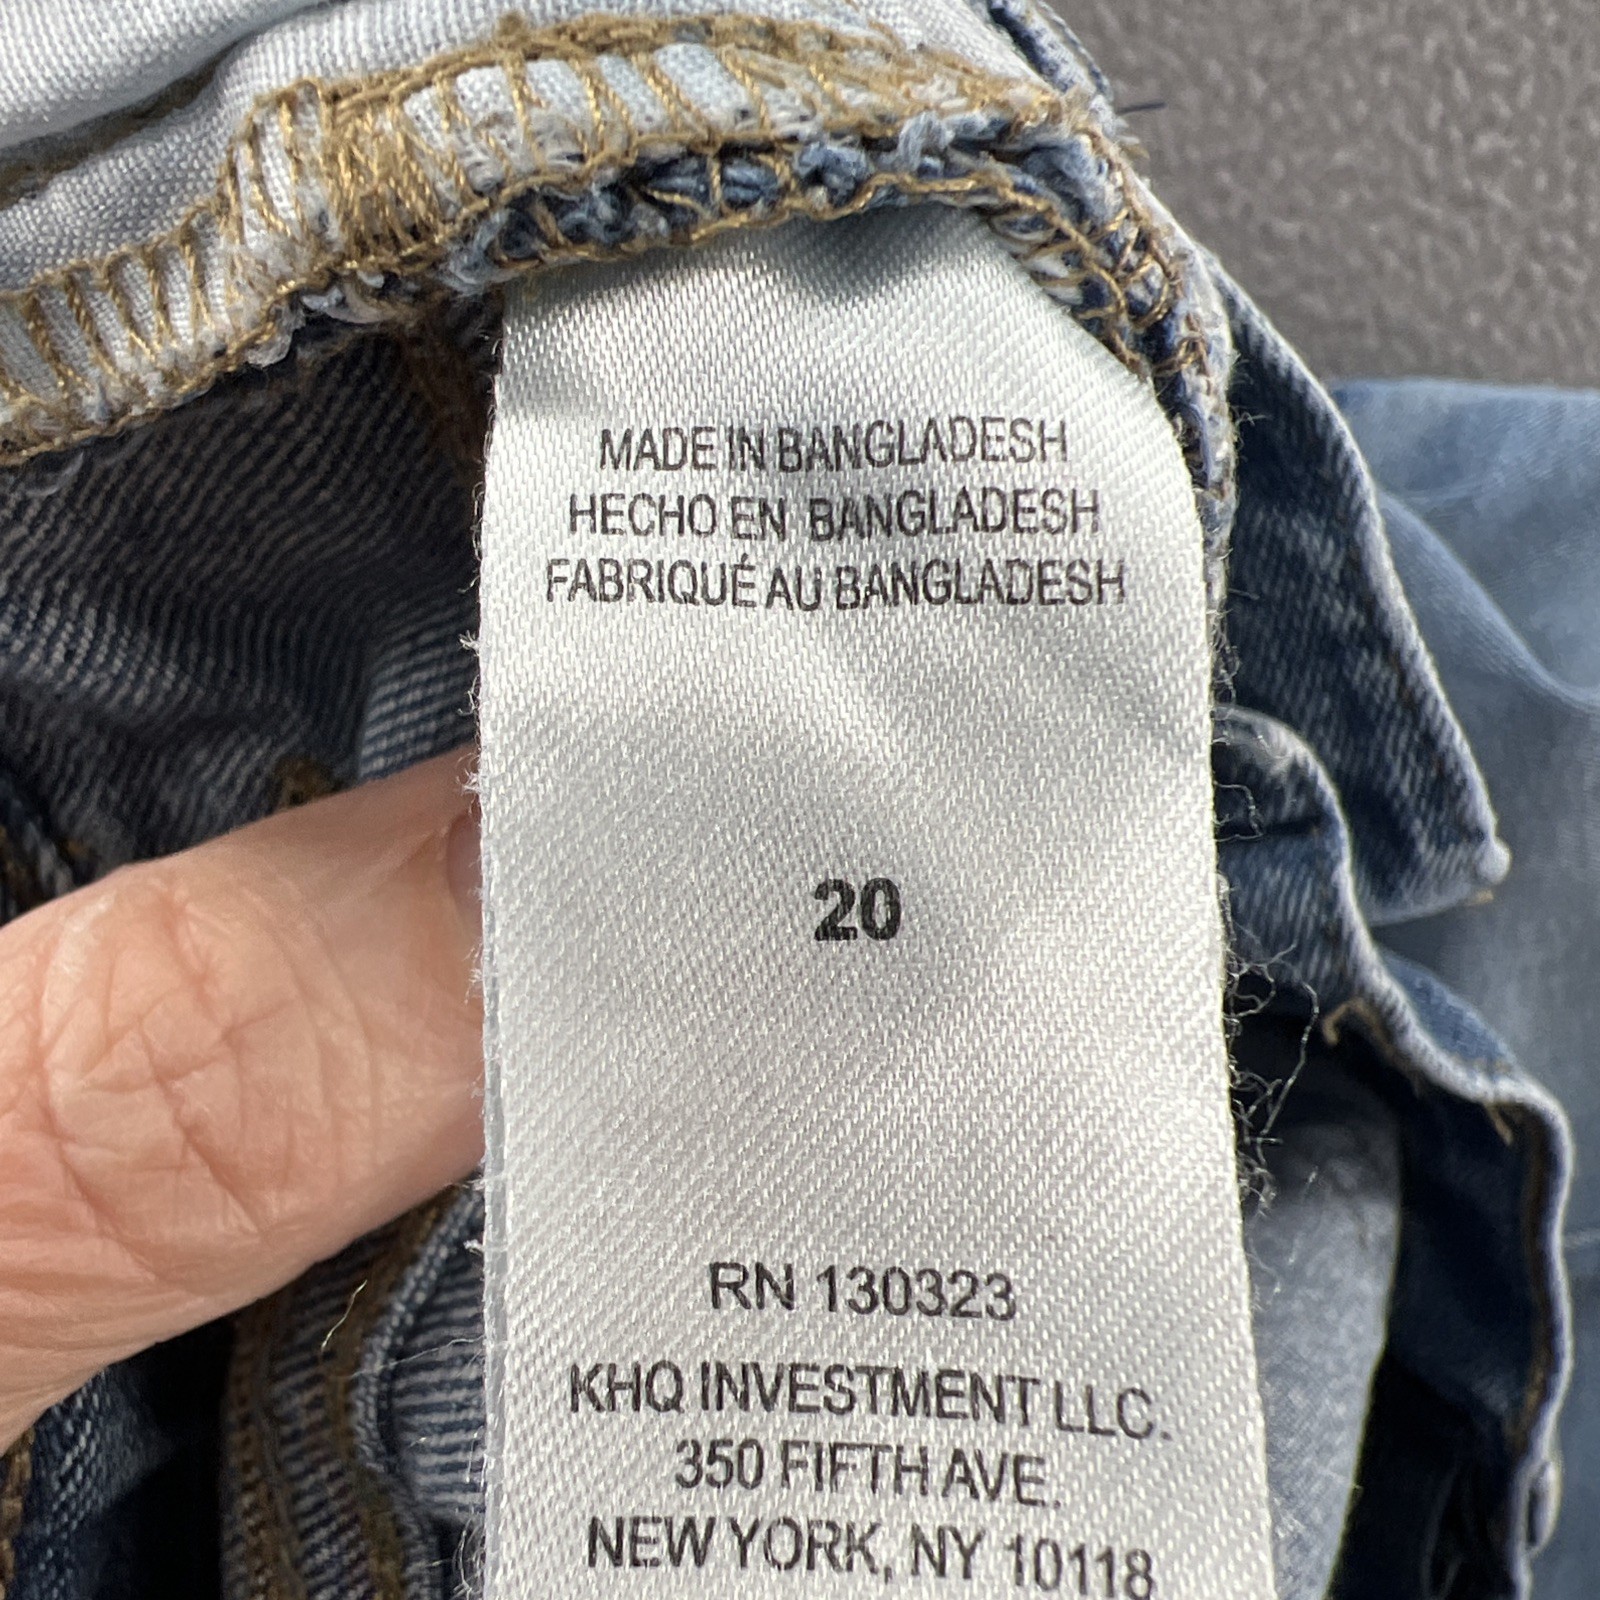 MADE IN BANGLADESH
HECHO EN BANGLADESH
FABRIQUÉ AU BANGLADESH
20
RN 130323
KHQ INVESTMENT LLC.
350 FIFTH AVE.
NEW YORK, NY 10118